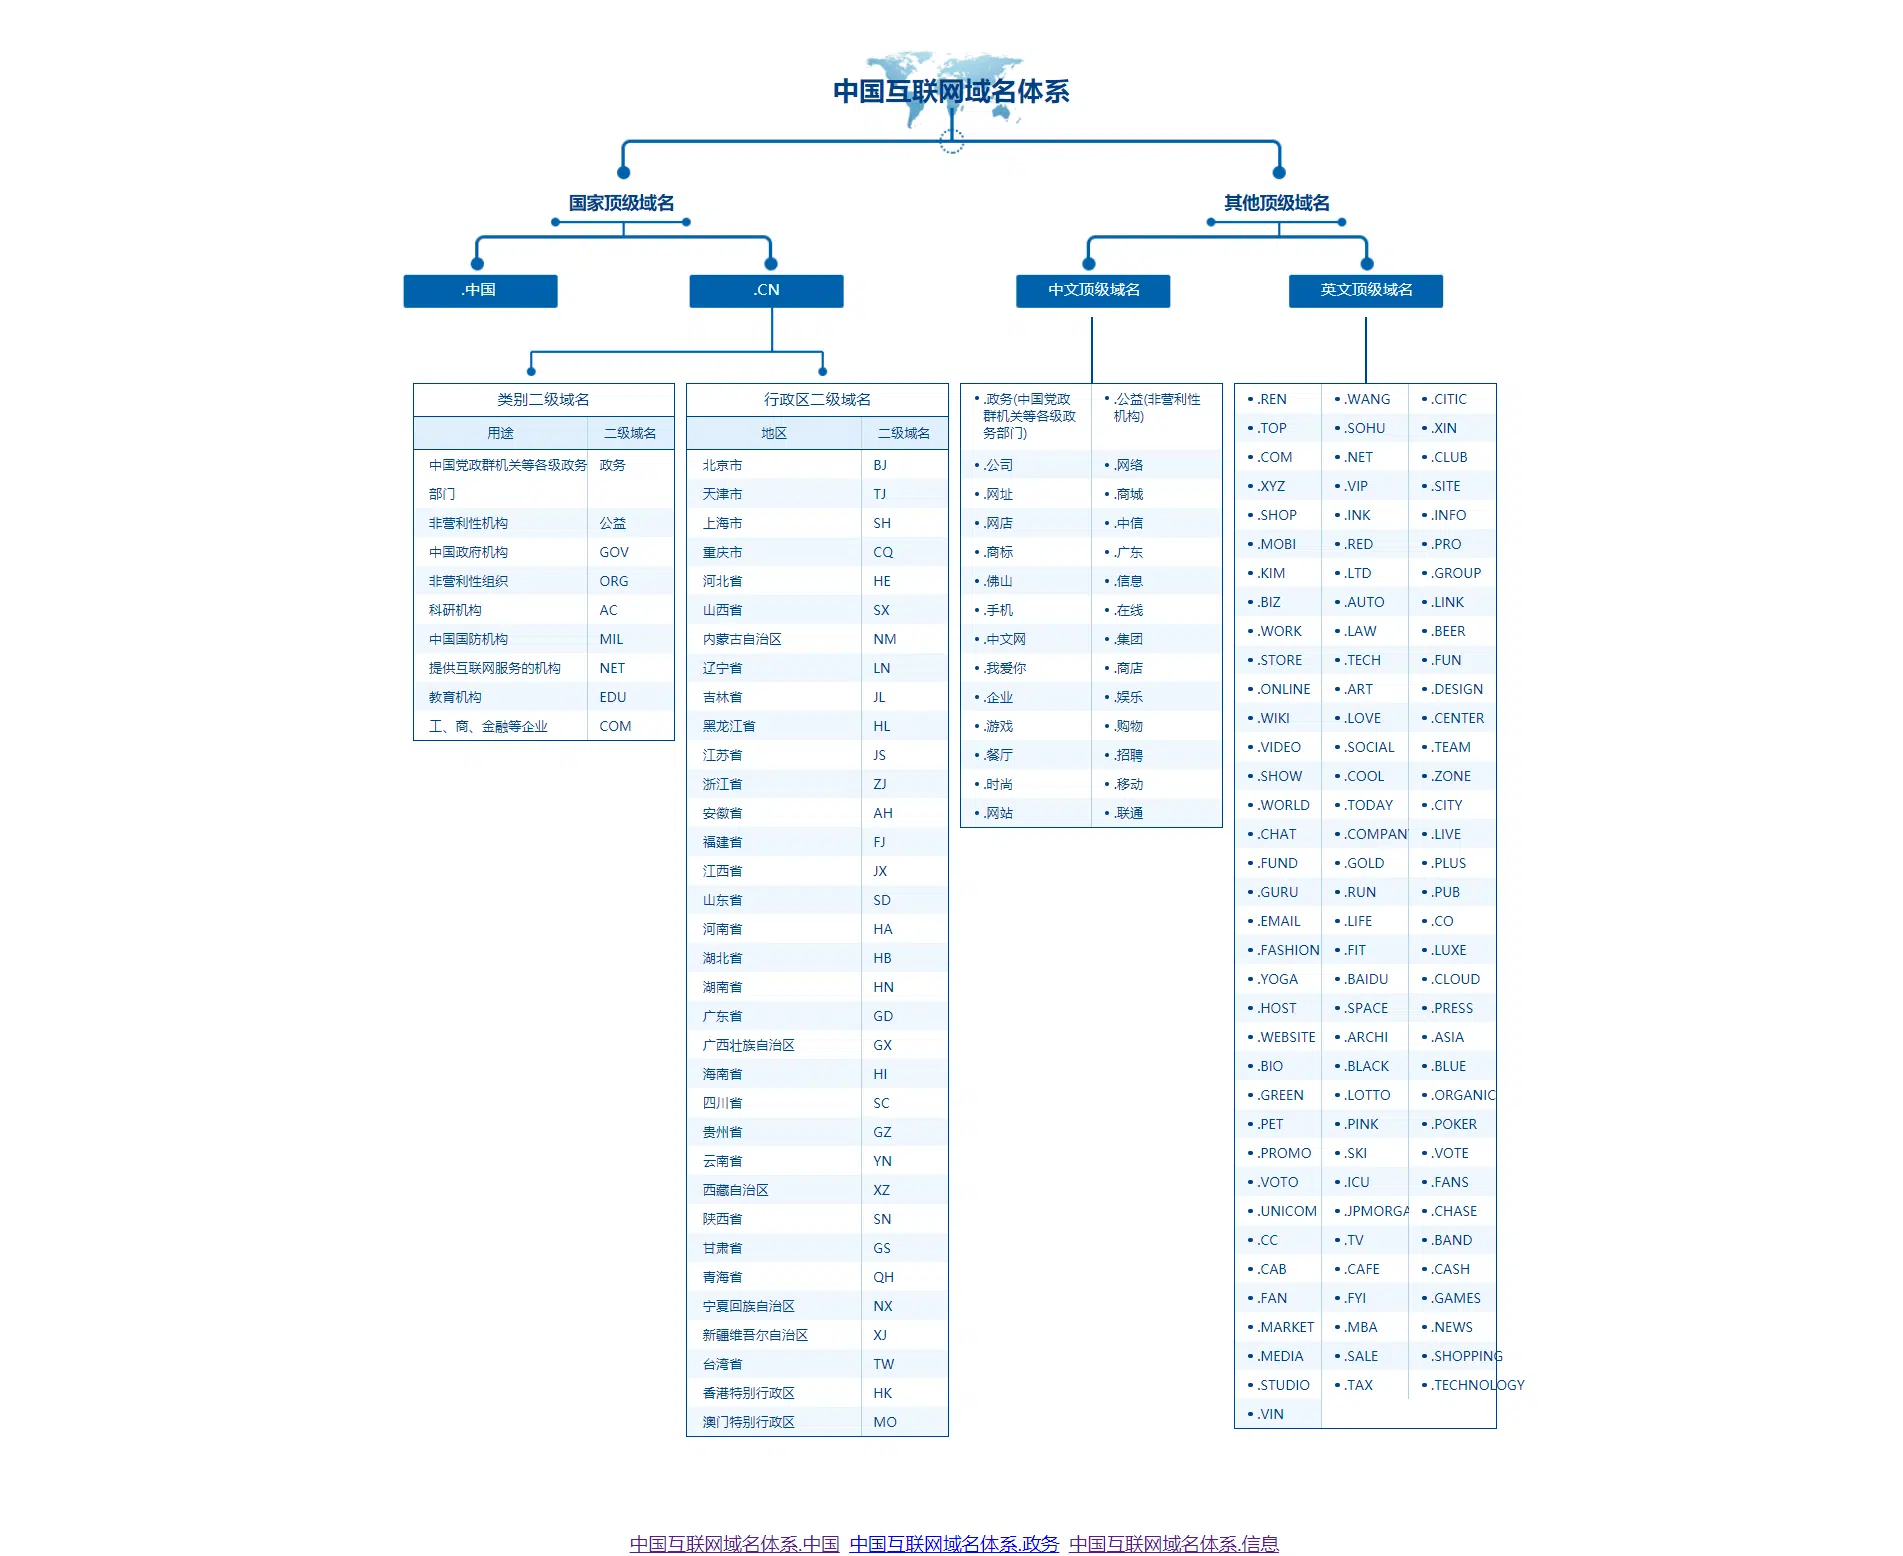 中国互联网域名体系
国家顶级域名
其他顶级域名
.中国
.CN
中文顶级域名
英文顶级域名
类别二级域名
用途 二级域名
中国党政群机关等各级政务部门 政务
非营利性机构 公益
中国政府机构 GOV
非营利性组织 ORG
科研机构 AC
中国国防机构 MIL
提供互联网服务的机构 NET
教育机构 EDU
工、商、金融等企业 COM
行政区二级域名
地区 二级域名
北京市 BJ
天津市 TJ
上海市 SH
重庆市 CQ
河北省 HE
山西省 SX
内蒙古自治区 NM
辽宁省 LN
吉林省 JL
黑龙江省 HL
江苏省 JS
浙江省 ZJ
安徽省 AH
福建省 FJ
江西省 JX
山东省 SD
河南省 HA
湖北省 HB
湖南省 HN
广东省 GD
广西壮族自治区 GX
海南省 HI
四川省 SC
贵州省 GZ
云南省 YN
西藏自治区 XZ
陕西省 SN
甘肃省 GS
青海省 QH
宁夏回族自治区 NX
新疆维吾尔自治区 XJ
台湾省 TW
香港特别行政区 HK
澳门特别行政区 MO
.政务(中国党政群机关等各级政务部门) .公益(非营利性机构)
.公司 .网络
.网址 .商城
.网店 .中信
.商标 .广东
.佛山 .信息
.手机 .在线
.中文网 .集团
.我爱你 .商店
.企业 .娱乐
.游戏 .购物
.餐厅 .招聘
.时尚 .移动
.网站 .联通
.REN .WANG .CITIC
.TOP .SOHU .XIN
.COM .NET .CLUB
.XYZ .VIP .SITE
.SHOP .INK .INFO
.MOBI .RED .PRO
.KIM .LTD .GROUP
.BIZ .AUTO .LINK
.WORK .LAW .BEER
.STORE .TECH .FUN
.ONLINE .ART .DESIGN
.WIKI .LOVE .CENTER
.VIDEO .SOCIAL .TEAM
.SHOW .COOL .ZONE
.WORLD .TODAY .CITY
.CHAT .COMPANY .LIVE
.FUND .GOLD .PLUS
.GURU .RUN .PUB
.EMAIL .LIFE .CO
.FASHION .FIT .LUXE
.YOGA .BAIDU .CLOUD
.HOST .SPACE .PRESS
.WEBSITE .ARCHI .ASIA
.BIO .BLACK .BLUE
.GREEN .LOTTO .ORGANIC
.PET .PINK .POKER
.PROMO .SKI .VOTE
.VOTO .ICU .FANS
.UNICOM .JPMORGA .CHASE
.CC .TV .BAND
.CAB .CAFE .CASH
.FAN .FYI .GAMES
.MARKET .MBA .NEWS
.MEDIA .SALE .SHOPPING
.STUDIO .TAX .TECHNOLOGY
.VIN
中国互联网域名体系.中国 中国互联网域名体系.政务 中国互联网域名体系.信息